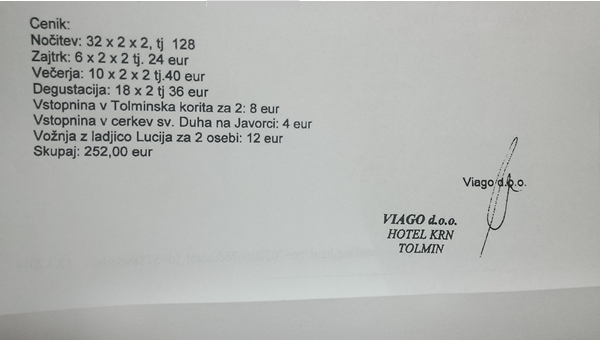 Cenik:
Nočitev: 32 x 2 x 2, tj 128
Zajtrk: 6 x 2 x 2 tj. 24 eur
Večerja: 10 x 2 x 2 tj.40 eur
Degustacija: 18 x 2 tj 36 eur
Vstopnina v Tolminska korita za 2: 8 eur
Vstopnina v cerkev sv. Duha na Javorci: 4 eur
Vožnja z ladjico Lucija za 2 osebi: 12 eur
Skupaj: 252,00 eur
Viago d.o.o.
VIAGO d.o.o.
HOTEL KRN
TOLMIN